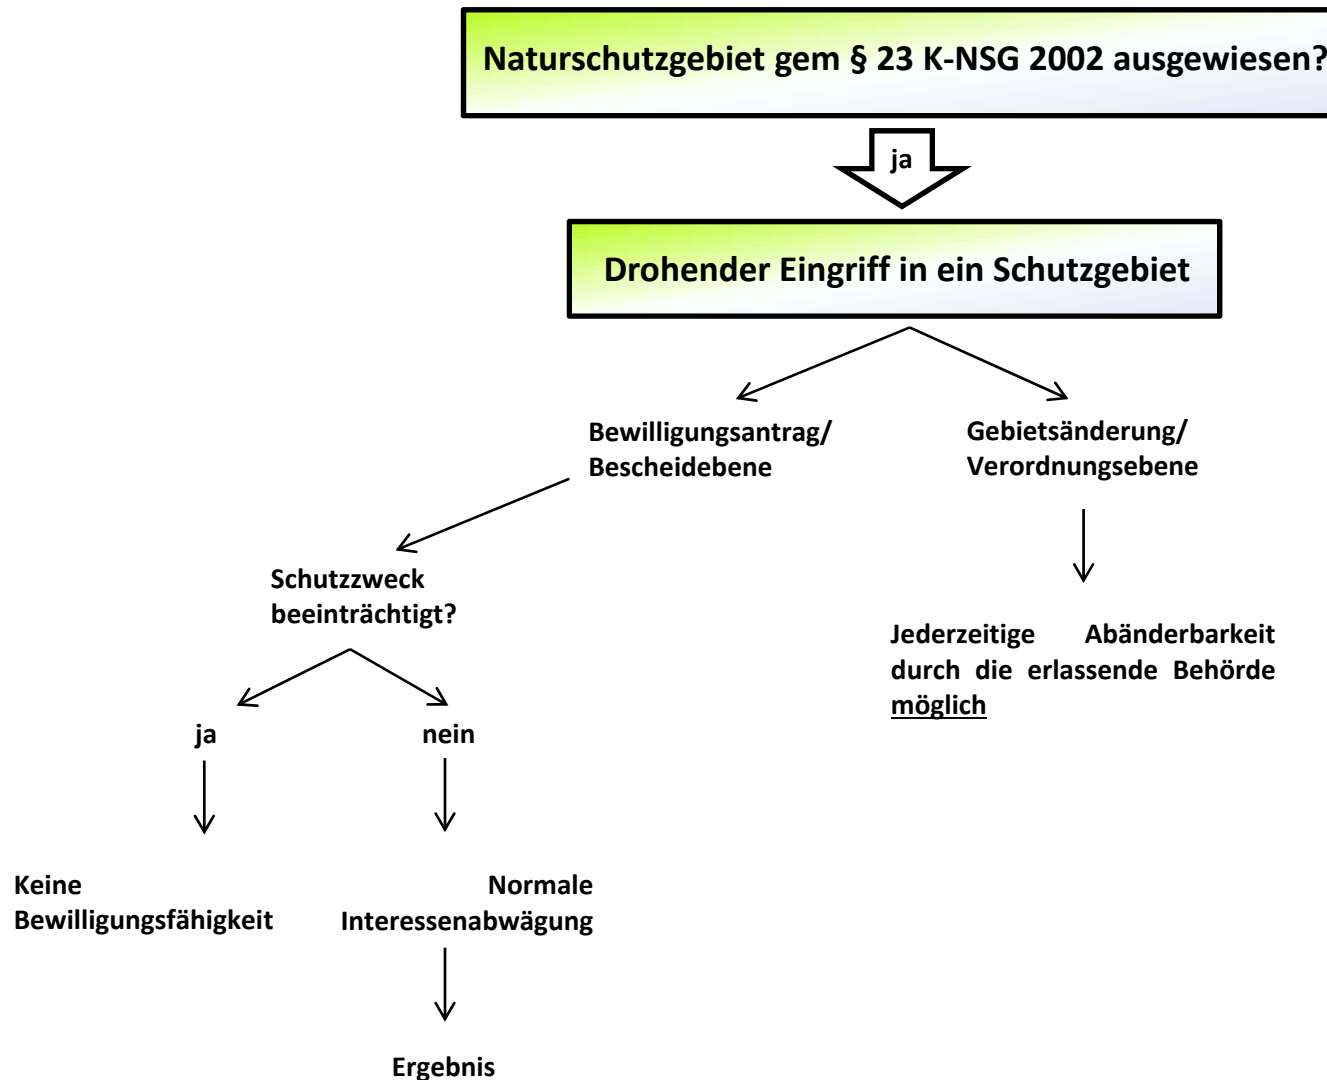 Naturschutzgebiet gem § 23 K-NSG 2002 ausgewiesen?
ja
Drohender Eingriff in ein Schutzgebiet
Bewilligungsantrag/
Bescheidebene
Gebietsänderung/
Verordnungsebene
Schutzzweck
beeinträchtigt?
Jederzeitige Abänderbarkeit
durch die erlassende Behörde
möglich
ja
nein
Keine
Bewilligungsfähigkeit
Normale
Interessenabwägung
Ergebnis